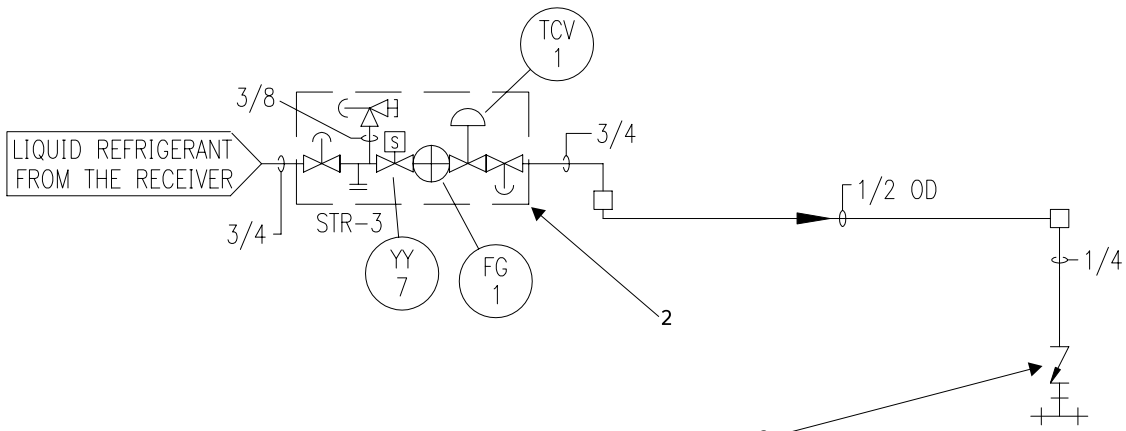 TCV
1
3/8
3/4
S
LIQUID REFRIGERANT
FROM THE RECEIVER
STR-3
3/4
1/2 OD
YY
7
FG
1
1/4
2